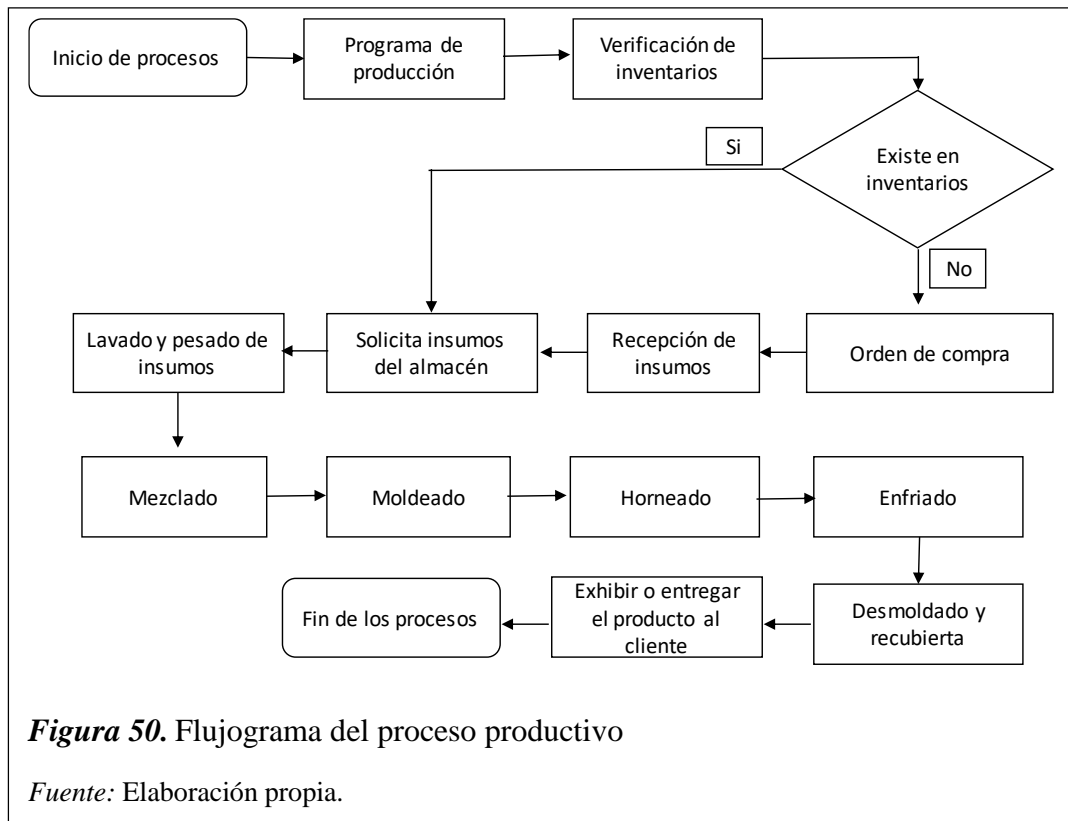 Inicio de procesos
Programa de
producción
Verificación de
inventarios
Si
Existe en
inventarios
No
Lavado y pesado de
insumos
Solicita insumos
del almacén
Recepción de
insumos
Orden de compra
Mezclado
Moldeado
Horneado
Enfriado
Fin de los procesos
Exhibir o entregar
el producto al
cliente
Desmoldado y
recubierta
Figura 50. Flujograma del proceso productivo
Fuente: Elaboración propia.